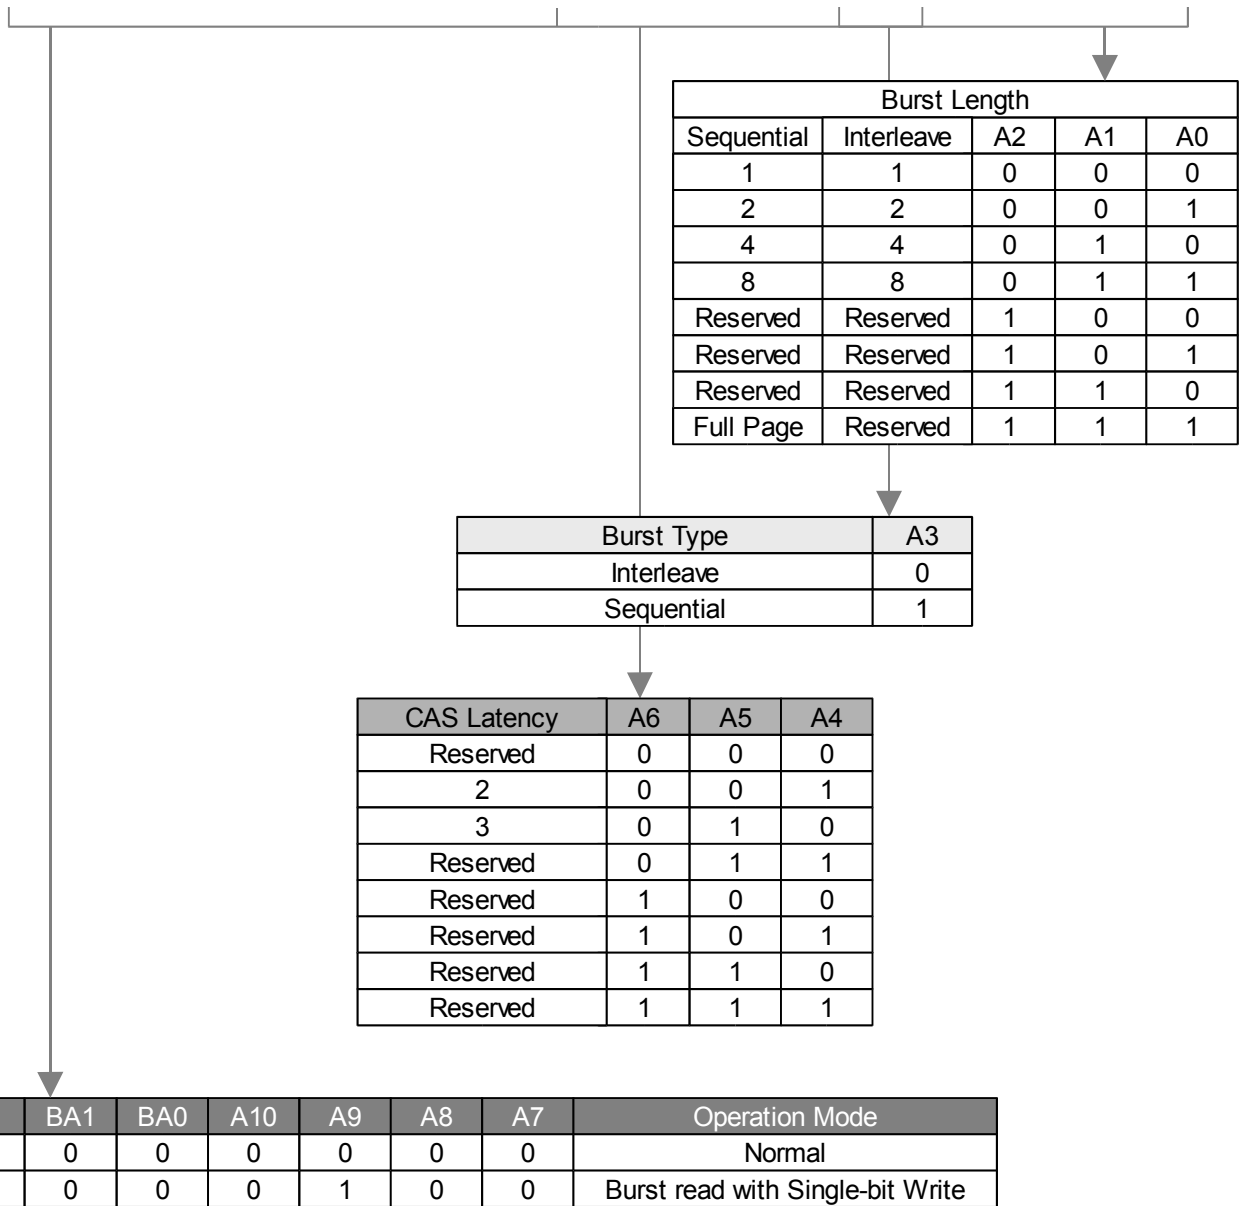 Burst Length
Sequential Interleave A2 A1 A0
1 1 0 0 0
2 2 0 0 1
4 4 0 1 0
8 8 0 1 1
Reserved Reserved 1 0 0
Reserved Reserved 1 0 1
Reserved Reserved 1 1 0
Full Page Reserved 1 1 1
Burst Type A3
Interleave 0
Sequential 1
CAS Latency A6 A5 A4
Reserved 0 0 0
2 0 0 1
3 0 1 0
Reserved 0 1 1
Reserved 1 0 0
Reserved 1 0 1
Reserved 1 1 0
Reserved 1 1 1
BA1 BA0 A10 A9 A8 A7 Operation Mode
0 0 0 0 0 0 Normal
0 0 0 1 0 0 Burst read with Single-bit Write